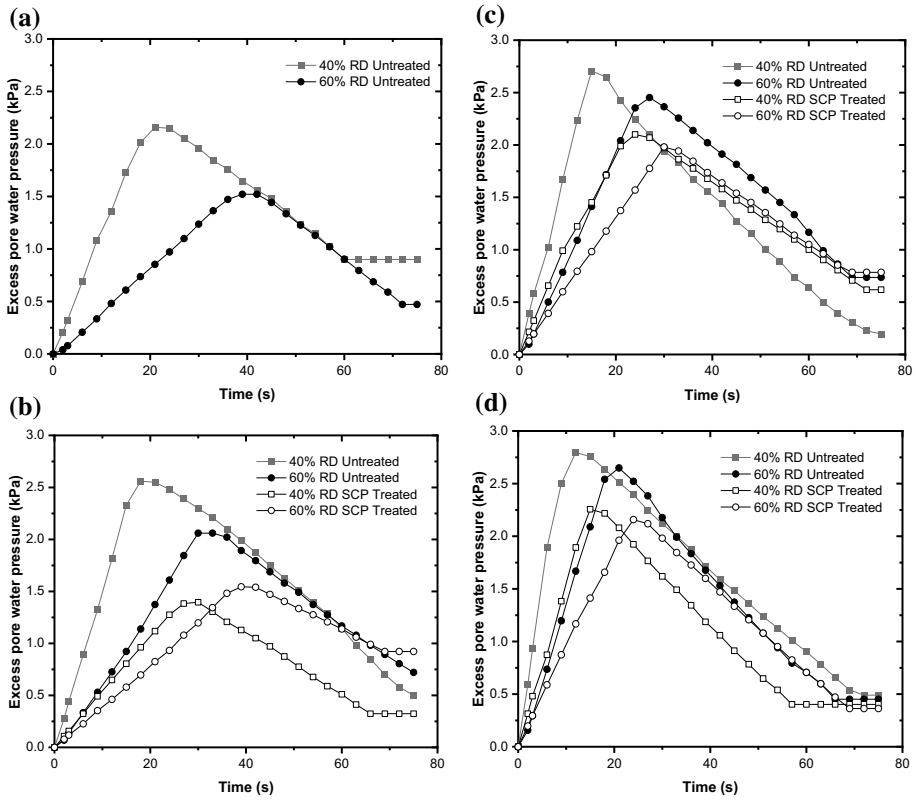 (a)
3.0
2.5
2.0
1.5
1.0
0.5
0.0
0 20 40 60 80
Excess pore water pressure (kPa)
Time (s)
40% RD Untreated
60% RD Untreated
(c)
3.0
2.5
2.0
1.5
1.0
0.5
0.0
0 20 40 60 80
Excess pore water pressure (kPa)
Time (s)
40% RD Untreated
60% RD Untreated
40% RD SCP Treated
60% RD SCP Treated
(b)
3.0
2.5
2.0
1.5
1.0
0.5
0.0
0 20 40 60 80
Excess pore water pressure (kPa)
Time (s)
40% RD Untreated
60% RD Untreated
40% RD SCP Treated
60% RD SCP Treated
(d)
3.0
2.5
2.0
1.5
1.0
0.5
0.0
0 20 40 60 80
Excess pore water pressure (kPa)
Time (s)
40% RD Untreated
60% RD Untreated
40% RD SCP Treated
60% RD SCP Treated